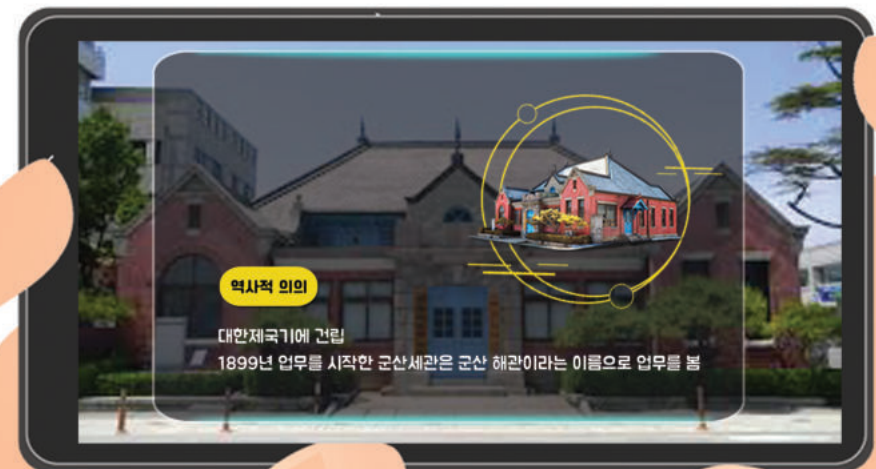 역사적 의의
대한제국기에 건립
1899년 업무를 시작한 군산세관은 군산 해관이라는 이름으로 업무를 봄